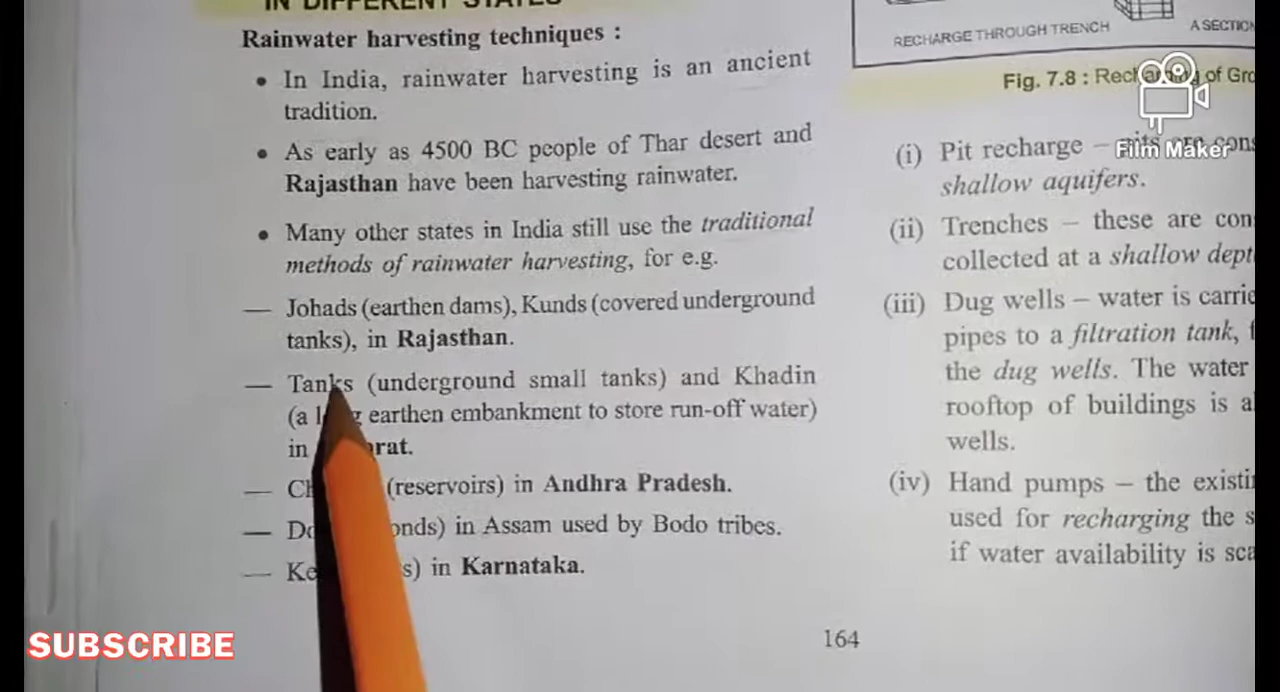 IN DIFFERENT STATES
Rainwater harvesting techniques :
• In India, rainwater harvesting is an ancient
tradition.
• As early as 4500 BC people of Thar desert and
Rajasthan have been harvesting rainwater.
• Many other states in India still use the traditional
methods of rainwater harvesting, for e.g.
— Johads (earthen dams), Kunds (covered underground
tanks), in Rajasthan.
— Tanks (underground small tanks) and Khadin
(a earthen embankment to store run-off water)
in
— (reservoirs) in Andhra Pradesh.
— in Assam used by Bodo tribes.
— in Karnataka.
164
RECHARGE THROUGH TRENCH
A SECTION
Fig. 7.8 : of
(i) Pit recharge – are
shallow aquifers.
(ii) Trenches – these are
collected at a shallow
(iii) Dug wells – water is
pipes to a filtration tank,
the dug wells. The water
rooftop of buildings is
wells.
(iv) Hand pumps – the
used for recharging the
if water availability is
Film Maker
SUBSCRIBE